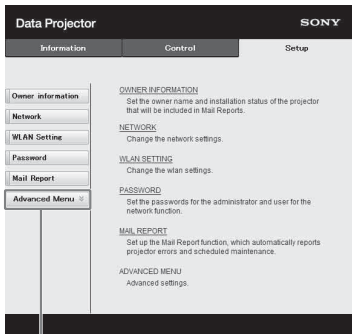 Data Projector
SONY
Information
Control
Setup
Owner information
Network
WLAN Setting
Password
Mail Report
Advanced Menu
OWNER INFORMATION
Set the owner name and installation status of the projector
that will be included in Mail Reports.
NETWORK
Change the network settings.
WLAN SETTING
Change the wlan settings.
PASSWORD
Set the passwords for the administrator and user for the
network function.
MAIL REPORT
Set up the Mail Report function, which automatically reports
projector errors and scheduled maintenance.
ADVANCED MENU
Advanced settings.